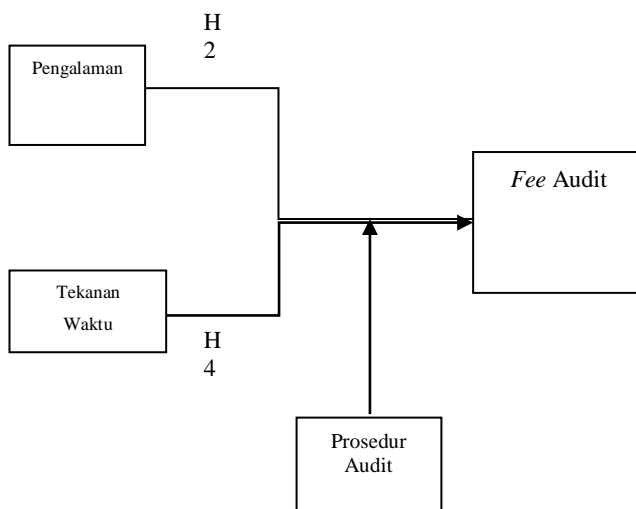 H
2
Pengalaman
Fee Audit
Tekanan
Waktu
H
4
Prosedur
Audit